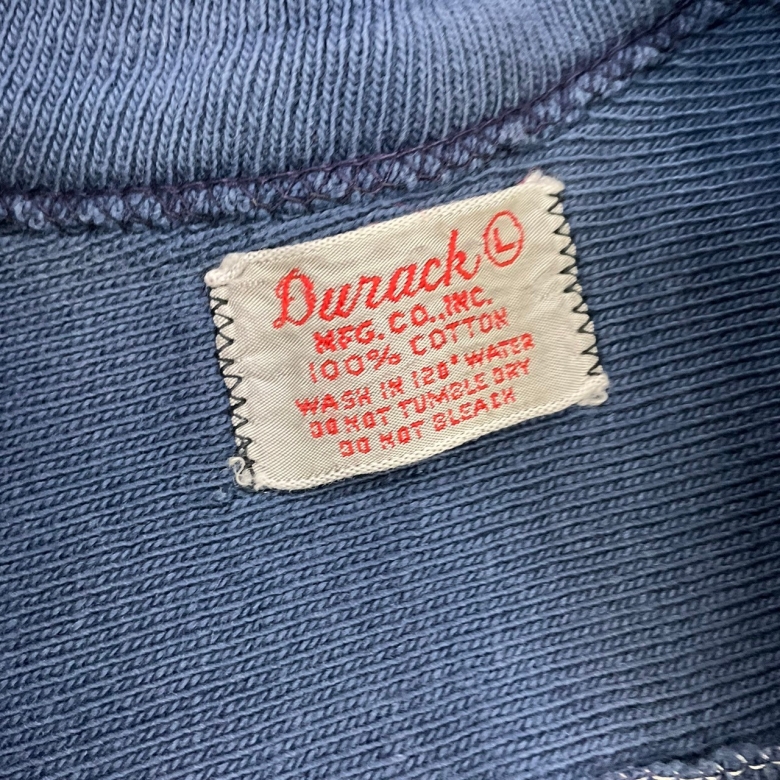 Durack L
MFG. CO., INC.
100% COTTON
WASH IN 120° WATER
DO NOT TUMBLE DRY
DO NOT BLEACH